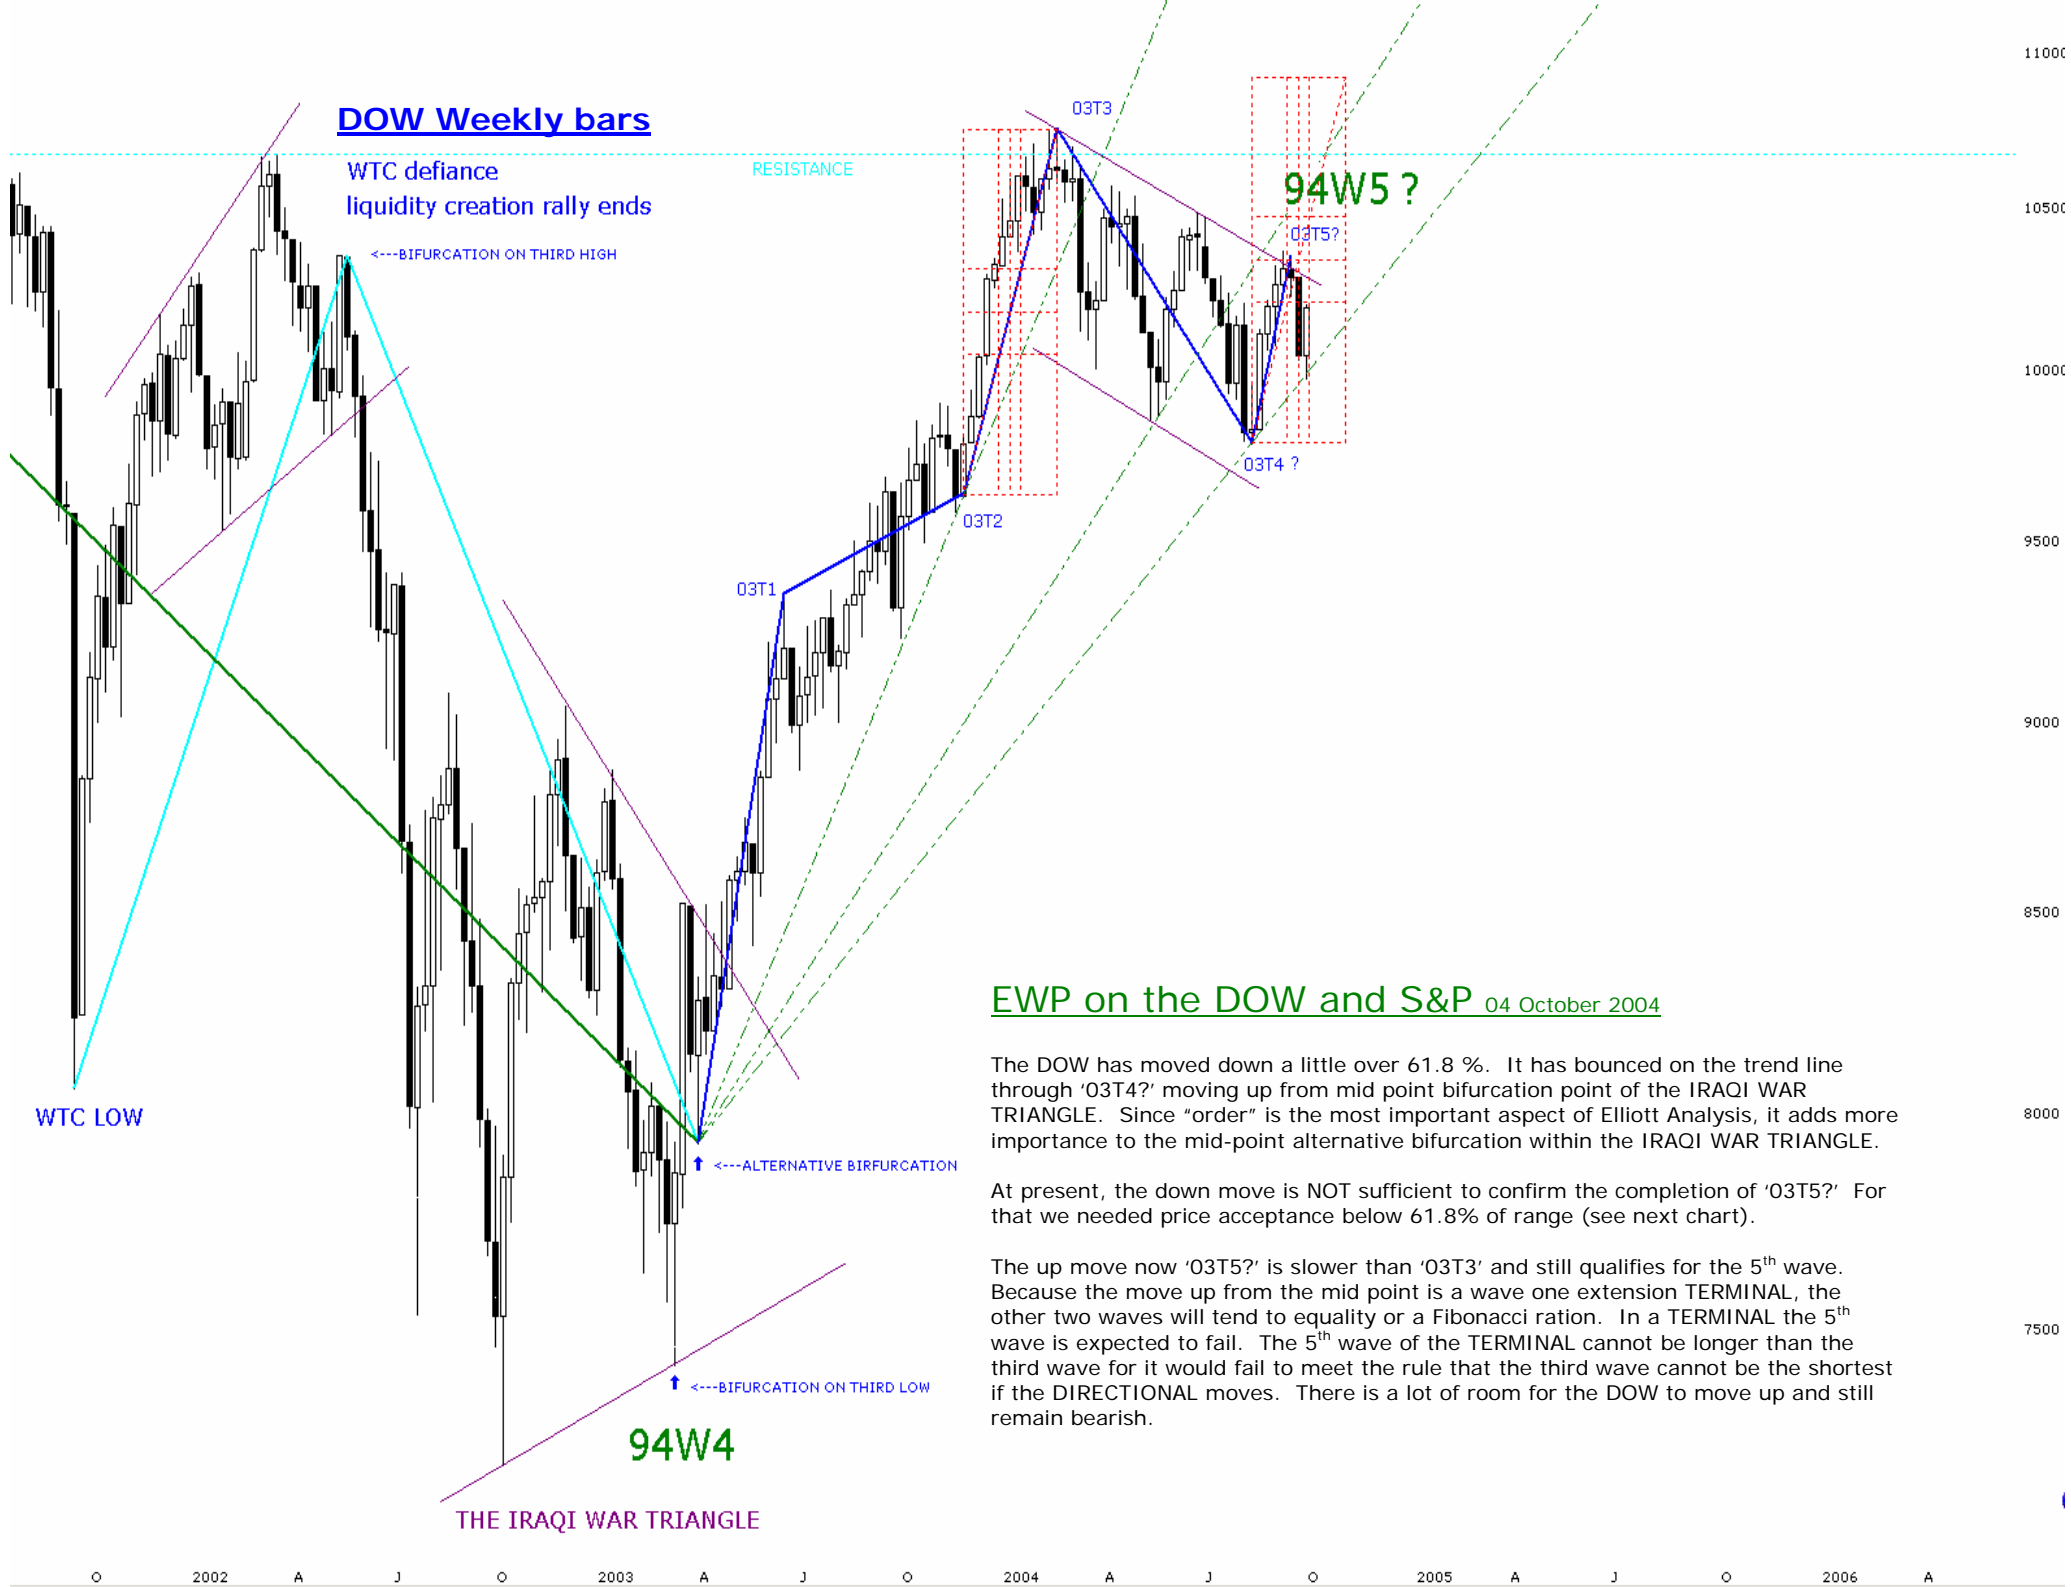 11000
DOW Weekly bars
03T3
WTC defiance
RESISTANCE
liquidity creation rally ends
94W5 ?
10500
03T5?
<---BIFURCATION ON THIRD HIGH
10000
03T4 ?
03T2
9500
03T1
9000
8500
EWP on the DOW and S&P 04 October 2004
The DOW has moved down a little over 61.8 %. It has bounced on the trend line
through ‘03T4?’ moving up from mid point bifurcation point of the IRAQI WAR
TRIANGLE. Since “order” is the most important aspect of Elliott Analysis, it adds more
importance to the mid-point alternative bifurcation within the IRAQI WAR TRIANGLE.
WTC LOW
8000
<---ALTERNATIVE BIRFURCATION
At present, the down move is NOT sufficient to confirm the completion of ‘03T5?’ For
that we needed price acceptance below 61.8% of range (see next chart).
The up move now ‘03T5?’ is slower than ‘03T3’ and still qualifies for the 5th wave.
Because the move up from the mid point is a wave one extension TERMINAL, the
other two waves will tend to equality or a Fibonacci ration. In a TERMINAL the 5th
wave is expected to fail. The 5th wave of the TERMINAL cannot be longer than the
third wave for it would fail to meet the rule that the third wave cannot be the shortest
if the DIRECTIONAL moves. There is a lot of room for the DOW to move up and still
remain bearish.
7500
<---BIFURCATION ON THIRD LOW
94W4
THE IRAQI WAR TRIANGLE
O 2002 A J O 2003 A J O 2004 A J O 2005 A J O 2006 A